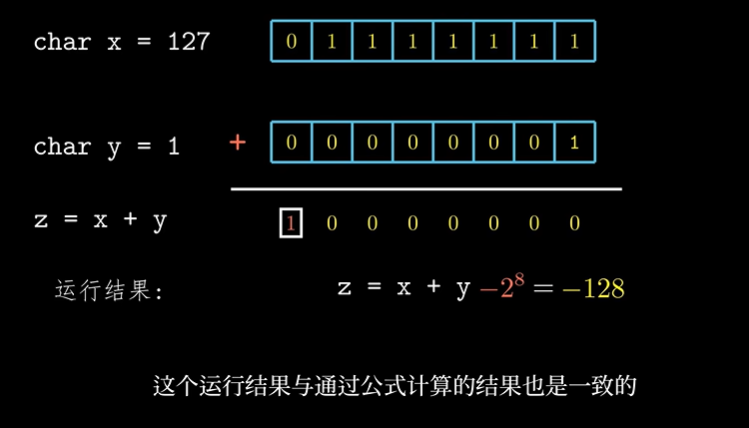 char x = 127 0 1 1 1 1 1 1 1
char y = 1 + 0 0 0 0 0 0 0 1
z = x + y 1 0 0 0 0 0 0 0
运行结果: z = x + y −2⁸ = −128
这个运行结果与通过公式计算的结果也是一致的